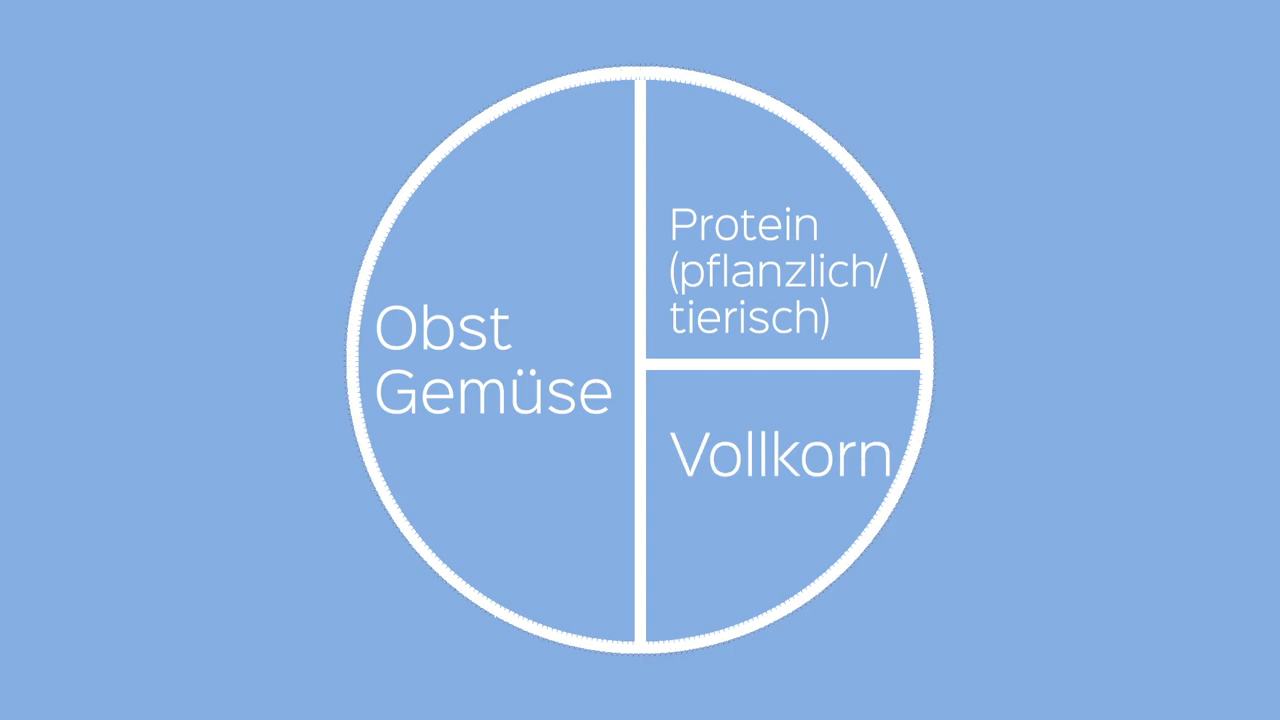 Obst
Gemüse
Protein
(pflanzlich/
tierisch)
Vollkorn